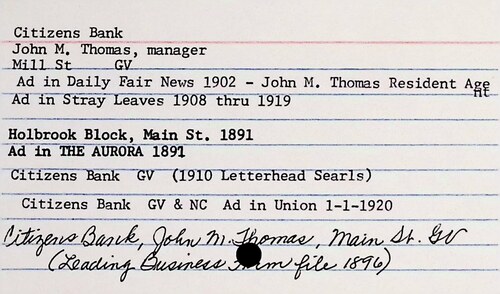 Citizens Bank
John M. Thomas, manager
Mill St GV
Ad in Daily Fair News 1902 - John M. Thomas Resident Agent
Ad in Stray Leaves 1908 thru 1919
Holbrook Block, Main St. 1891
Ad in THE AURORA 1891
Citizens Bank GV (1910 Letterhead Searls)
Citizens Bank GV & NC Ad in Union 1-1-1920
Citizens Bank, John M. Thomas, Main St. GV
(Leading Business Firm file 1896)